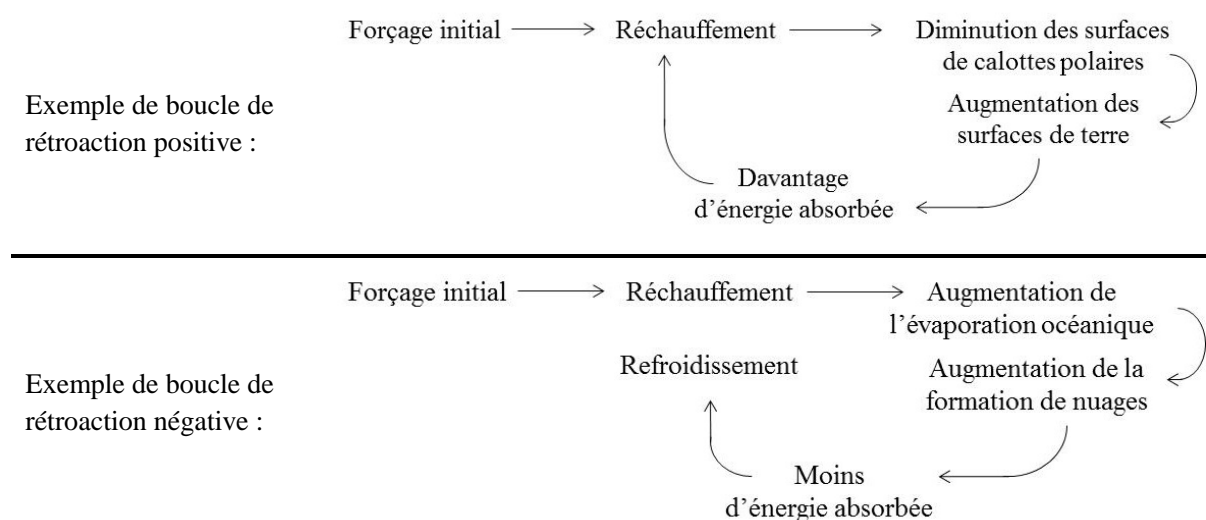 Forçage initial
Réchauffement
Diminution des surfaces
de calottes polaires
Exemple de boucle de
rétroaction positive :
Augmentation des
surfaces de terre
Davantage
d'énergie absorbée
Forçage initial
Réchauffement
Augmentation de
l'évaporation océanique
Exemple de boucle de
rétroaction négative :
Refroidissement
Augmentation de la
formation de nuages
Moins
d'énergie absorbée